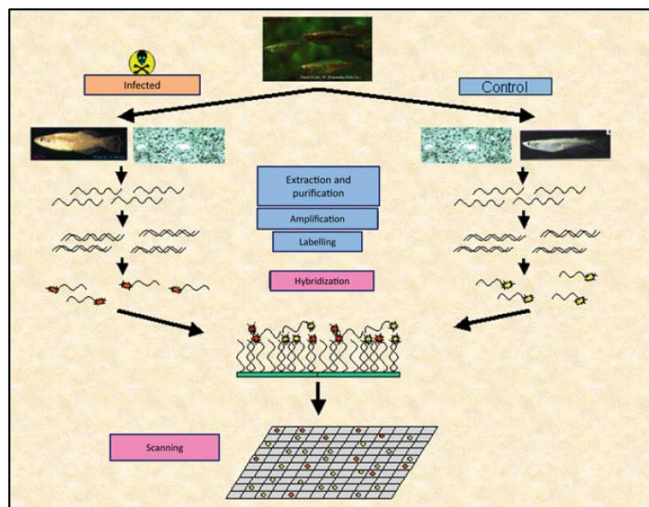 Infected
Control
Extraction and
purification
Amplification
Labelling
Hybridization
Scanning